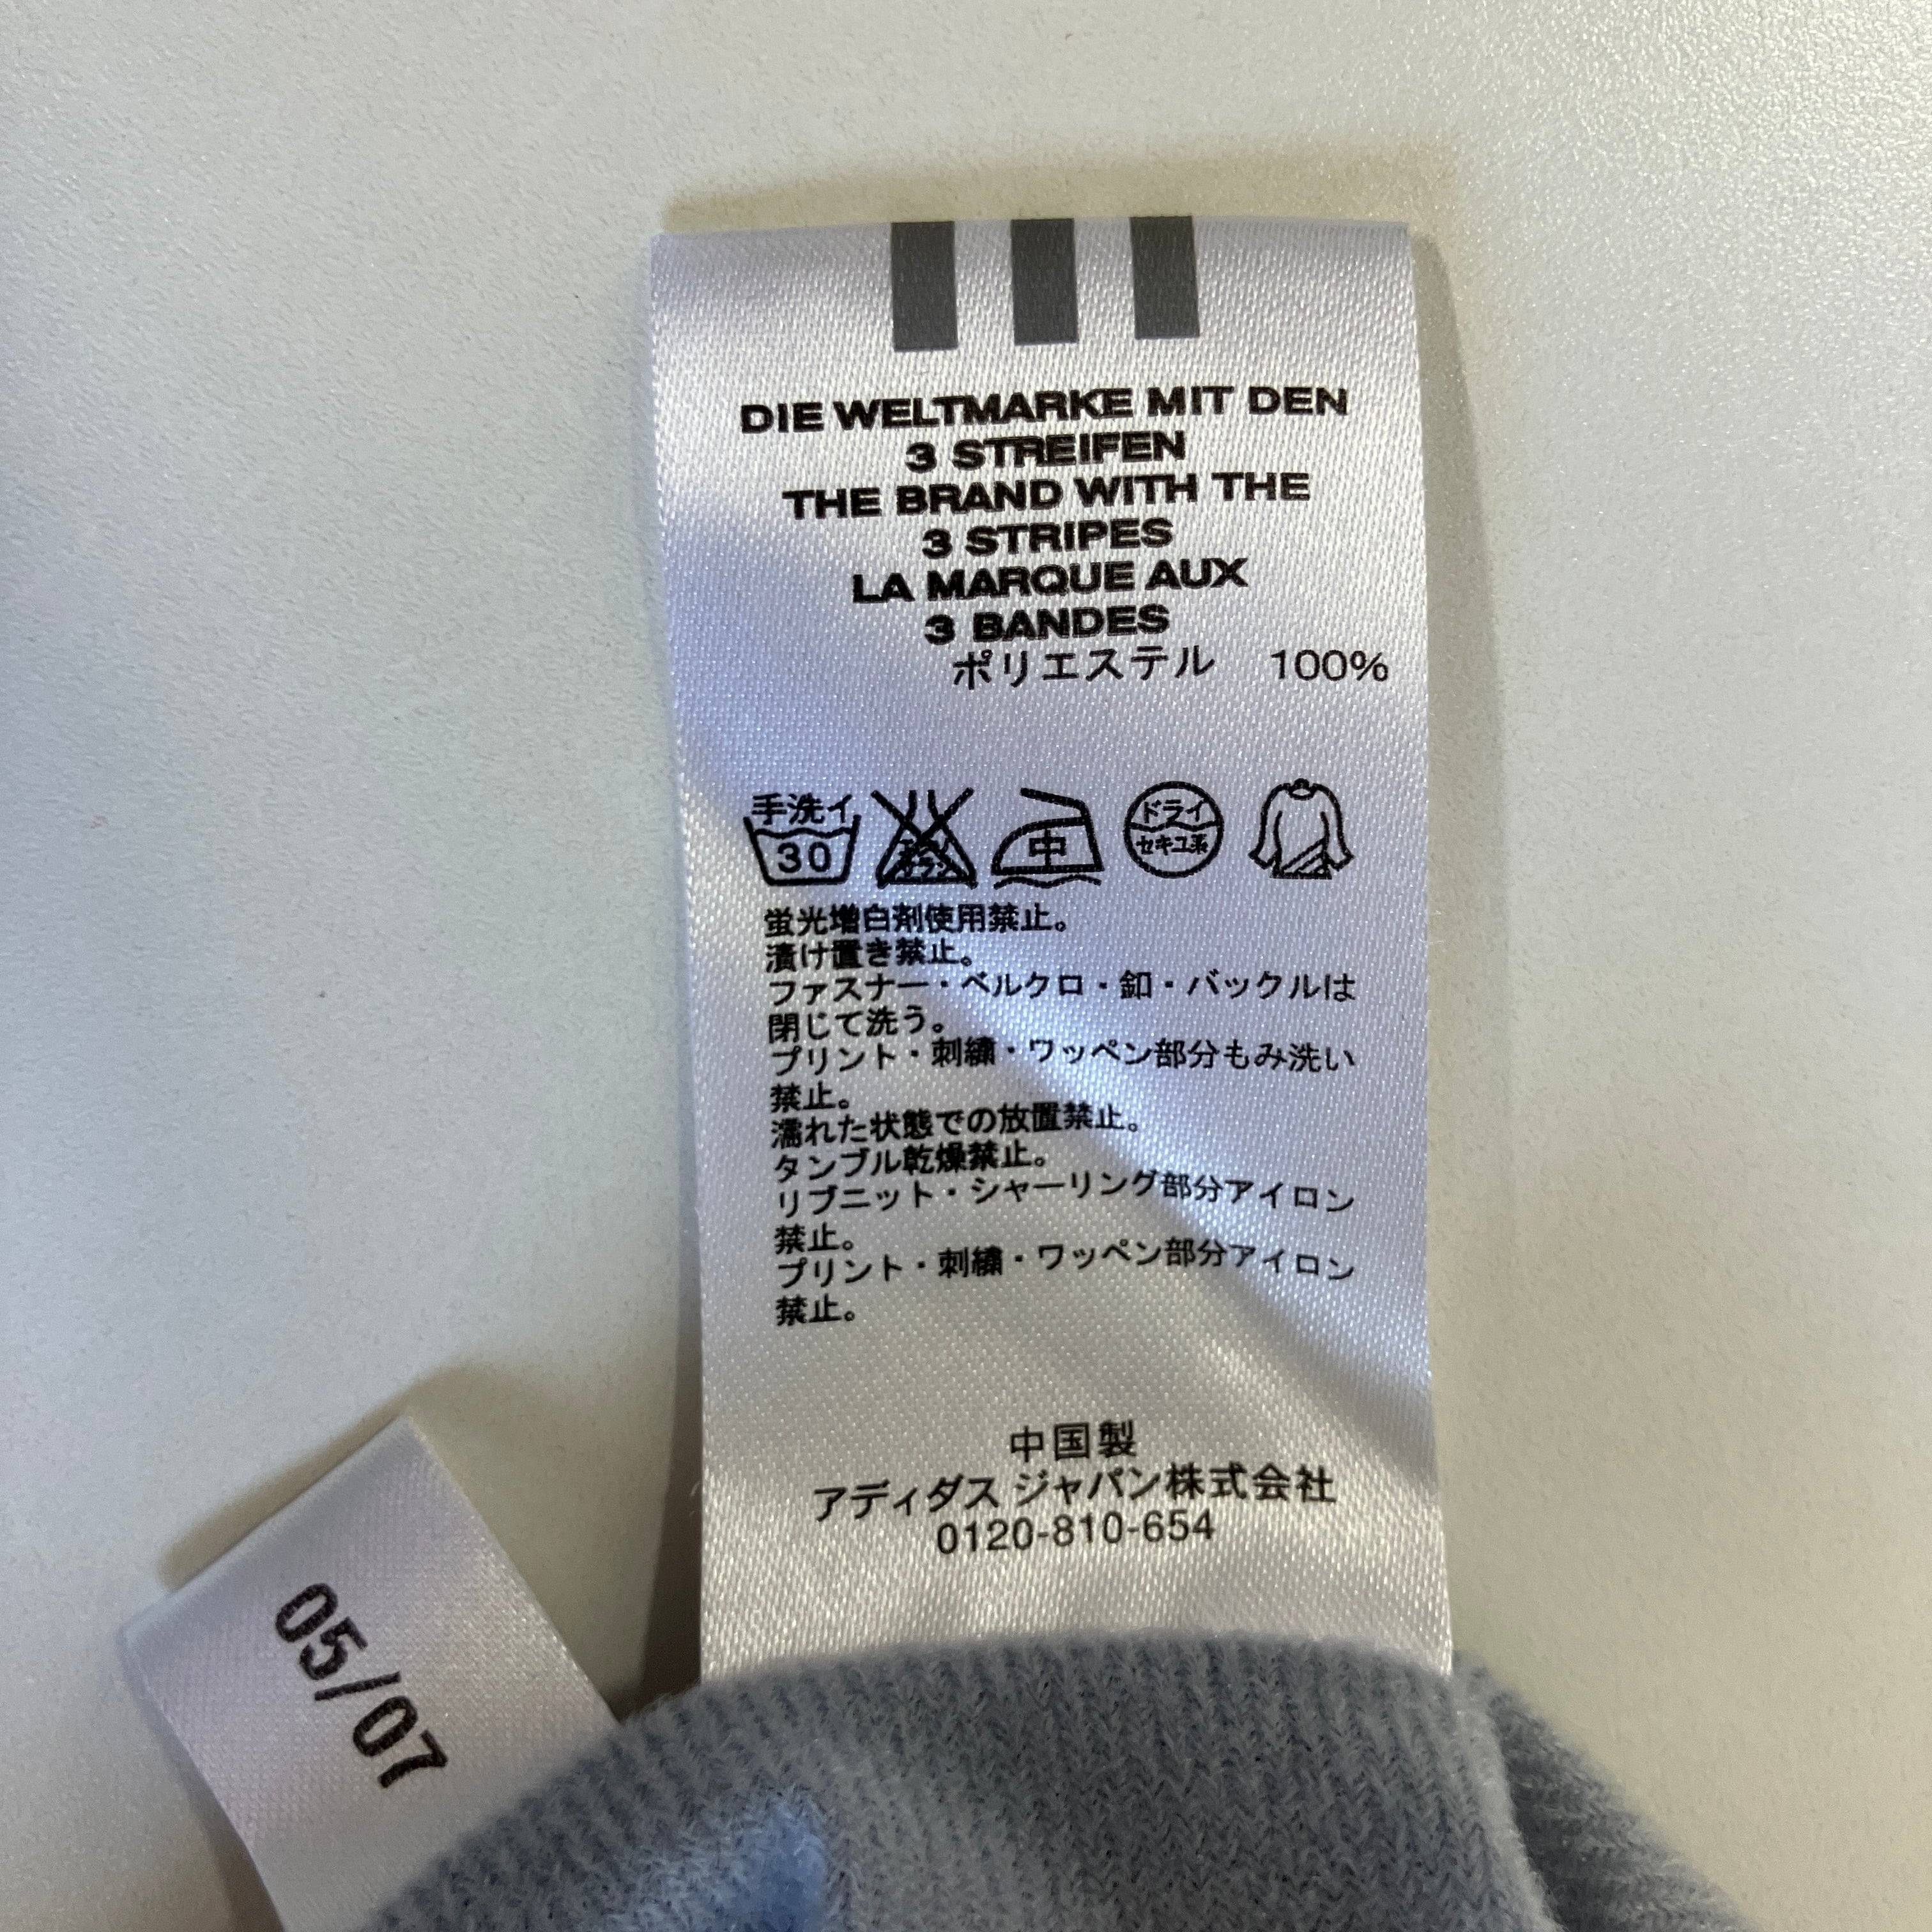 DIE WELTMARKE MIT DEN
3 STREIFEN
THE BRAND WITH THE
3 STRIPES
LA MARQUE AUX
3 BANDES
ポリエステル 100%
手洗イ
30
中
ドライ
セキユ系
蛍光増白剤使用禁止。
漬け置き禁止。
ファスナー・ベルクロ・釦・バックルは
閉じて洗う。
プリント・刺繍・ワッペン部分もみ洗い
禁止。
濡れた状態での放置禁止。
タンブル乾燥禁止。
リブニット・シャーリング部分アイロン
禁止。
プリント・刺繍・ワッペン部分アイロン
禁止。
中国製
アディダス ジャパン株式会社
0120-810-654
05/07